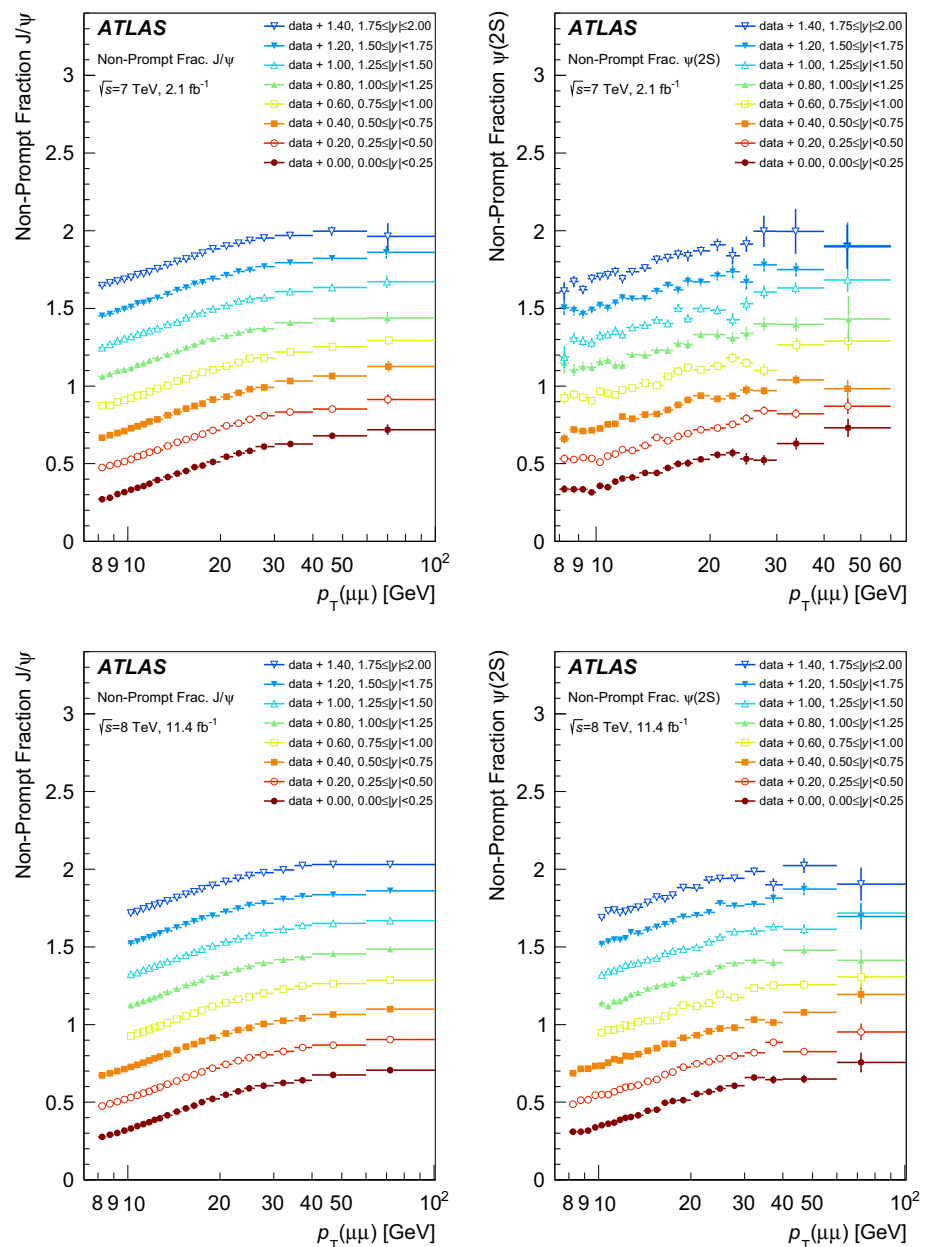 Non-Prompt Fraction J/ψ
ATLAS
Non-Prompt Frac. J/ψ
√s=7 TeV, 2.1 fb⁻¹
data + 1.40, 1.75≤|y|≤2.00
data + 1.20, 1.50≤|y|<1.75
data + 1.00, 1.25≤|y|<1.50
data + 0.80, 1.00≤|y|<1.25
data + 0.60, 0.75≤|y|<1.00
data + 0.40, 0.50≤|y|<0.75
data + 0.20, 0.25≤|y|<0.50
data + 0.00, 0.00≤|y|<0.25
3
2.5
2
1.5
1
0.5
0
8 9 10 20 30 40 50 10²
p_T(μμ) [GeV]
Non-Prompt Fraction ψ(2S)
ATLAS
Non-Prompt Frac. ψ(2S)
√s=7 TeV, 2.1 fb⁻¹
data + 1.40, 1.75≤|y|≤2.00
data + 1.20, 1.50≤|y|<1.75
data + 1.00, 1.25≤|y|<1.50
data + 0.80, 1.00≤|y|<1.25
data + 0.60, 0.75≤|y|<1.00
data + 0.40, 0.50≤|y|<0.75
data + 0.20, 0.25≤|y|<0.50
data + 0.00, 0.00≤|y|<0.25
3
2.5
2
1.5
1
0.5
0
8 9 10 20 30 40 50 60
p_T(μμ) [GeV]
Non-Prompt Fraction J/ψ
ATLAS
Non-Prompt Frac. J/ψ
√s=8 TeV, 11.4 fb⁻¹
data + 1.40, 1.75≤|y|≤2.00
data + 1.20, 1.50≤|y|<1.75
data + 1.00, 1.25≤|y|<1.50
data + 0.80, 1.00≤|y|<1.25
data + 0.60, 0.75≤|y|<1.00
data + 0.40, 0.50≤|y|<0.75
data + 0.20, 0.25≤|y|<0.50
data + 0.00, 0.00≤|y|<0.25
3
2.5
2
1.5
1
0.5
0
8 9 10 20 30 40 50 10²
p_T(μμ) [GeV]
Non-Prompt Fraction ψ(2S)
ATLAS
Non-Prompt Frac. ψ(2S)
√s=8 TeV, 11.4 fb⁻¹
data + 1.40, 1.75≤|y|≤2.00
data + 1.20, 1.50≤|y|<1.75
data + 1.00, 1.25≤|y|<1.50
data + 0.80, 1.00≤|y|<1.25
data + 0.60, 0.75≤|y|<1.00
data + 0.40, 0.50≤|y|<0.75
data + 0.20, 0.25≤|y|<0.50
data + 0.00, 0.00≤|y|<0.25
3
2.5
2
1.5
1
0.5
0
8 9 10 20 30 40 50 10²
p_T(μμ) [GeV]